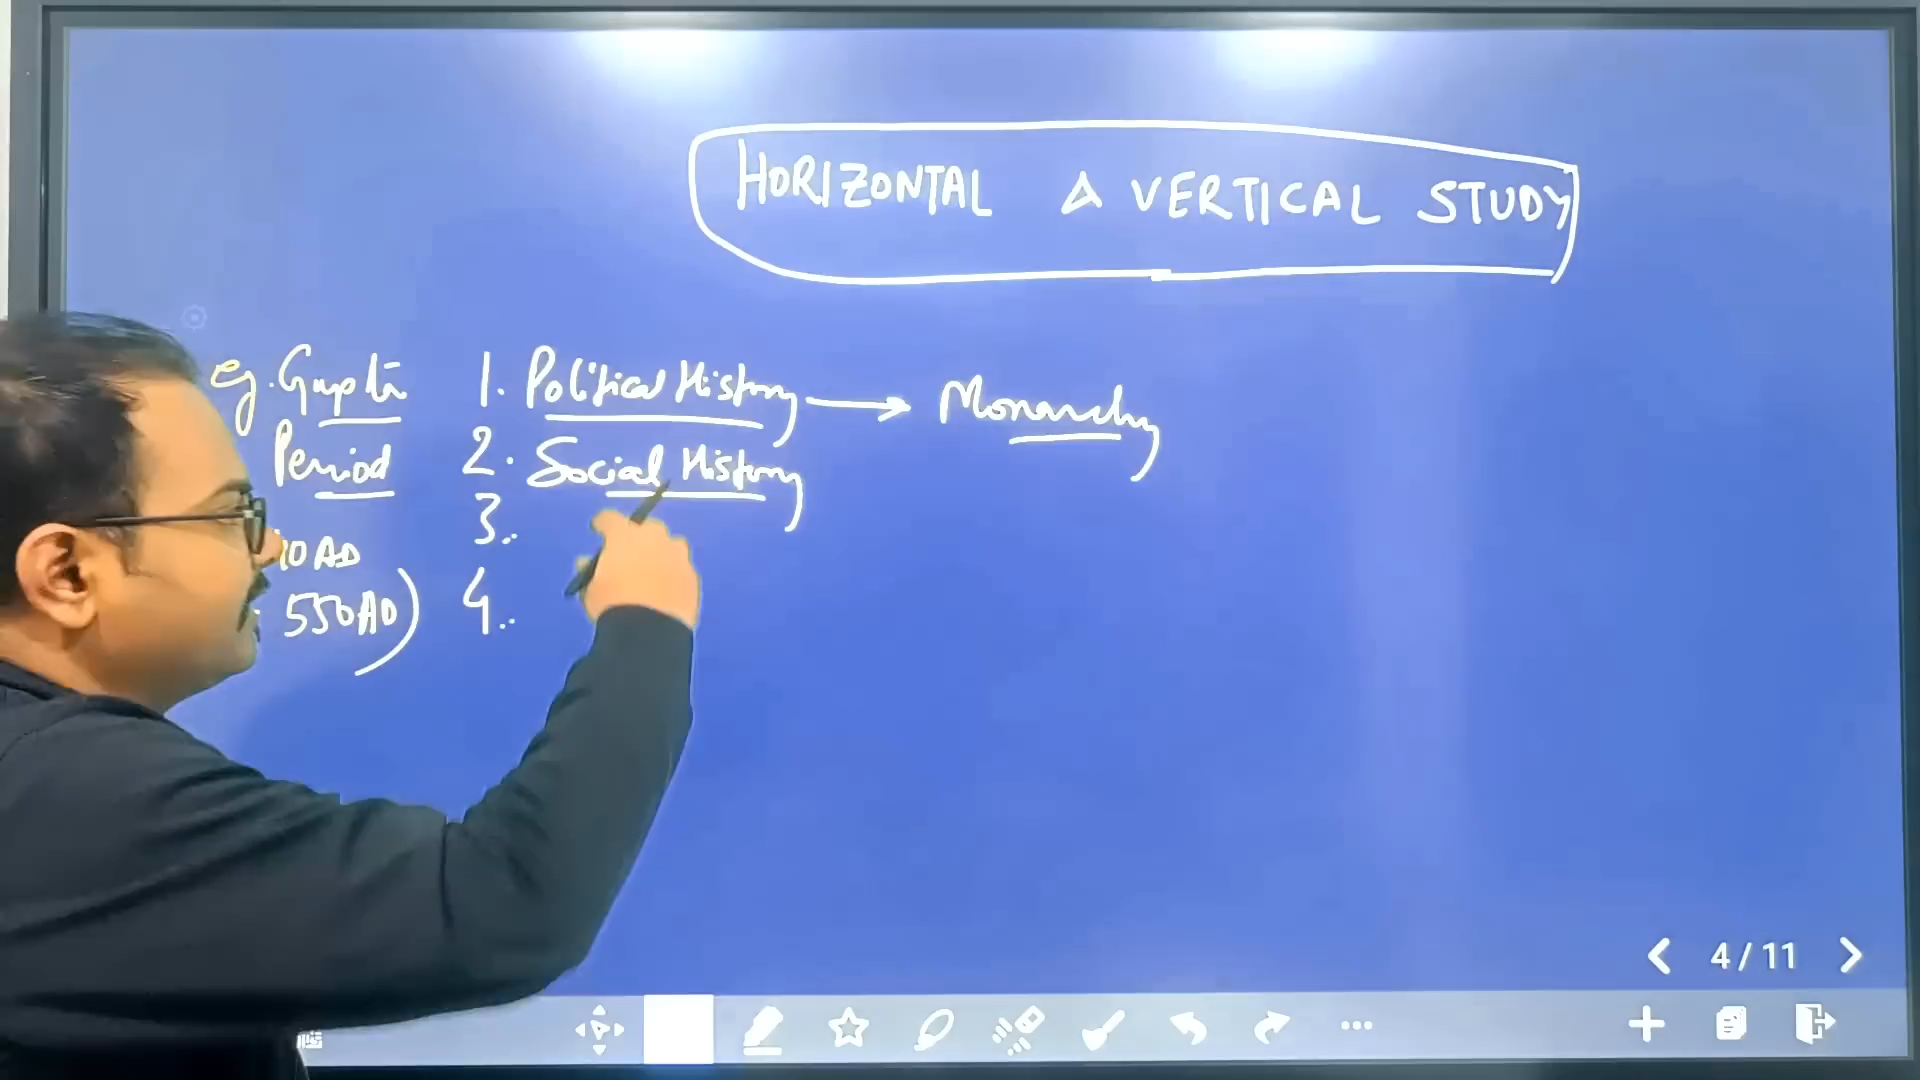 HORIZONTAL & VERTICAL STUDY
eg. Gupta
Period
10 AD
550 AD)
1. Political History → Monarchy
2. Social History
3.
4.
4 / 11